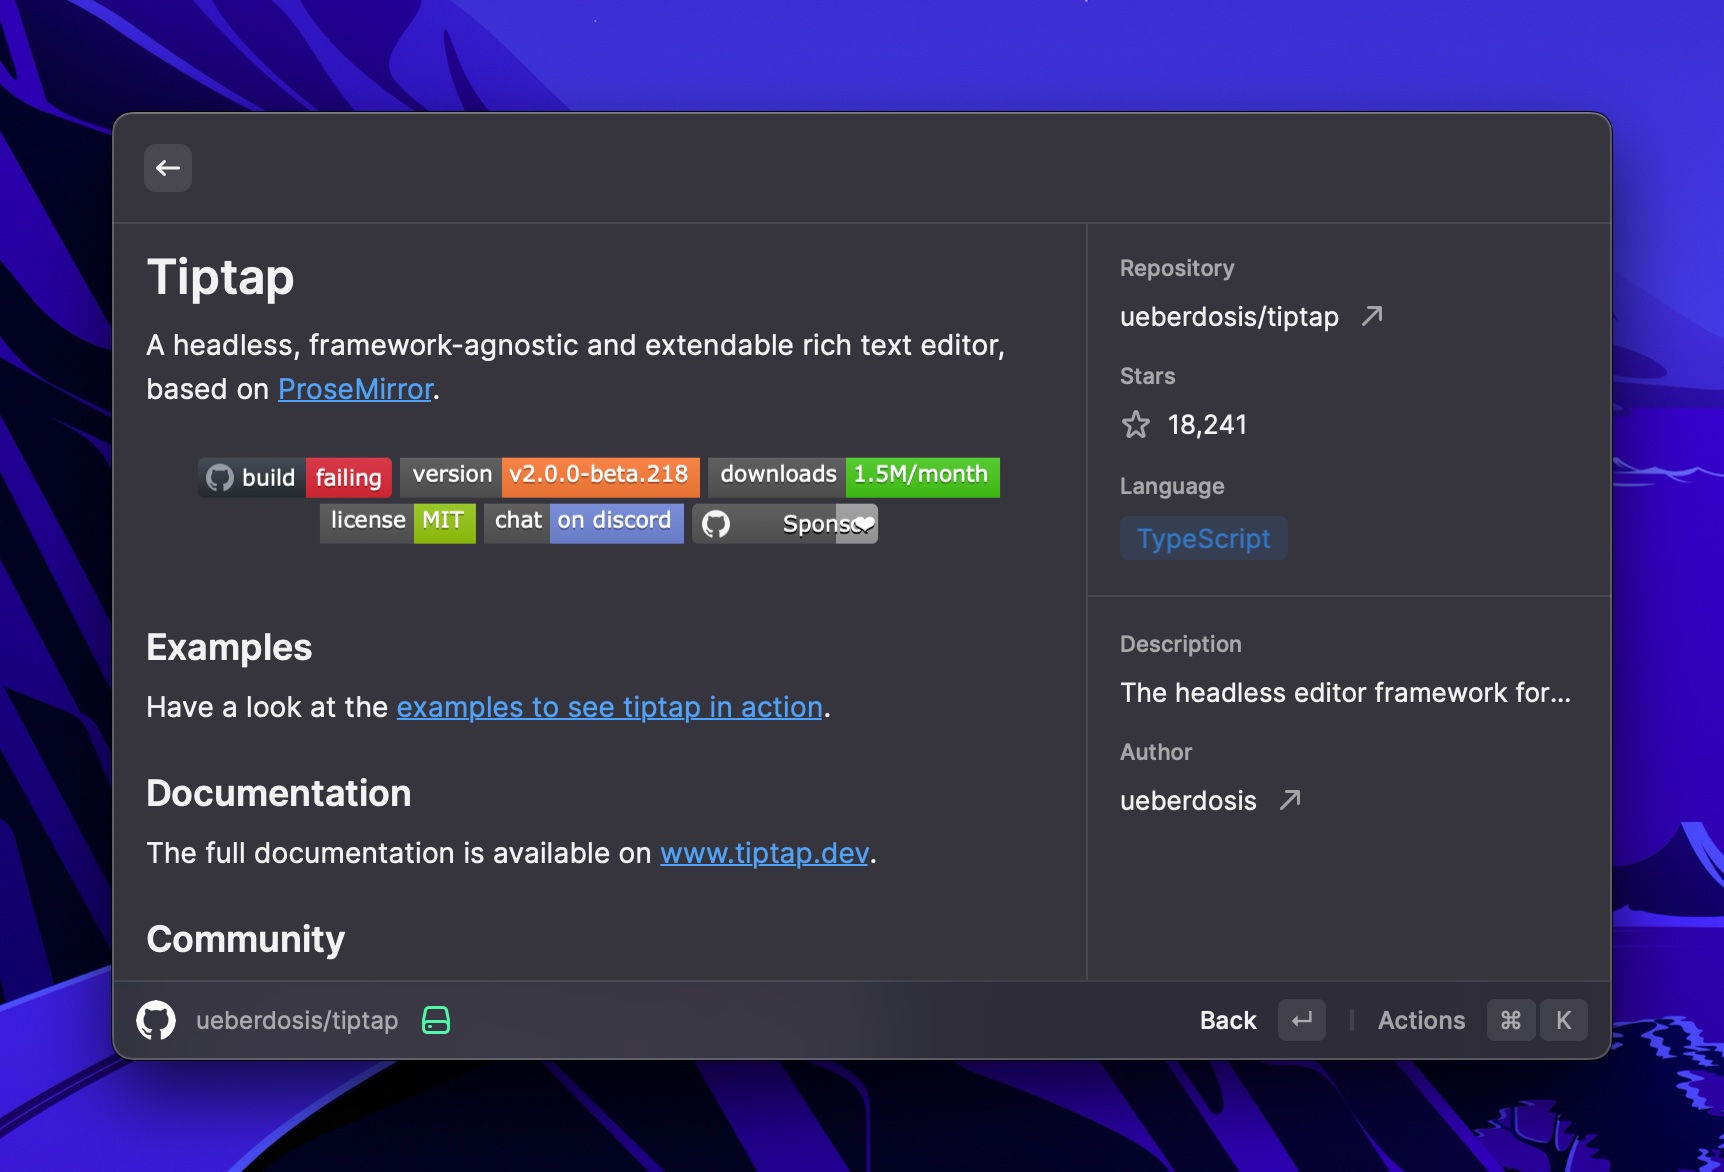 Tiptap
A headless, framework-agnostic and extendable rich text editor,
based on ProseMirror.
build failing version v2.0.0-beta.218 downloads 1.5M/month
license MIT chat on discord
Examples
Have a look at the examples to see tiptap in action.
Documentation
The full documentation is available on www.tiptap.dev.
Community
Repository
ueberdosis/tiptap
Stars
18,241
Language
TypeScript
Description
The headless editor framework for...
Author
ueberdosis
ueberdosis/tiptap
Back
Actions ⌘ K